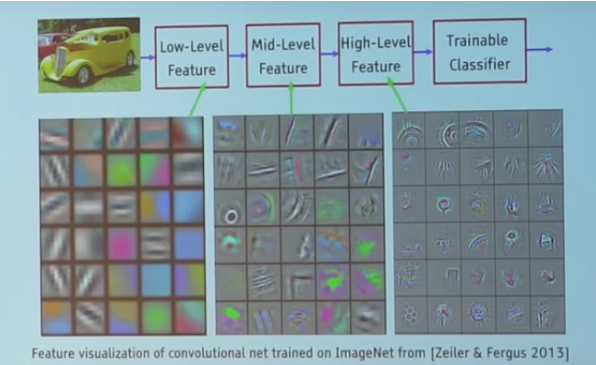 Low-Level
Feature
Mid-Level
Feature
High-Level
Feature
Trainable
Classifier
Feature visualization of convolutional net trained on ImageNet from [Zeiler & Fergus 2013]